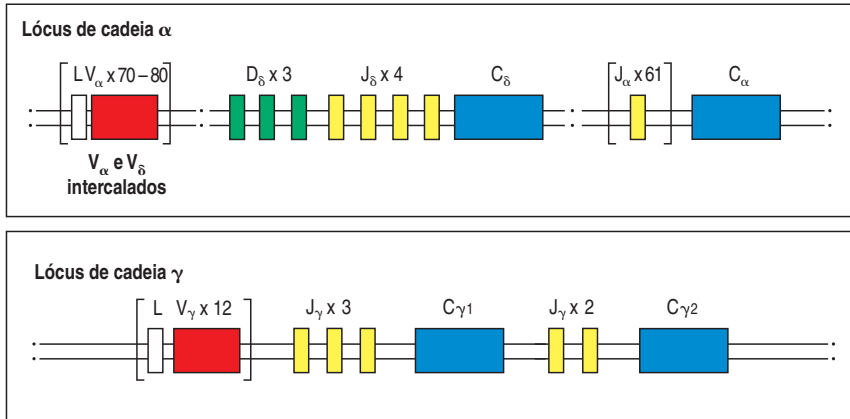 Lócus de cadeia α
L Vα x 70 – 80 Dδ x 3 Jδ x 4 Cδ Jα x 61 Cα
Vα e Vδ
intercalados
Lócus de cadeia γ
L Vγ x 12 Jγ x 3 Cγ1 Jγ x 2 Cγ2